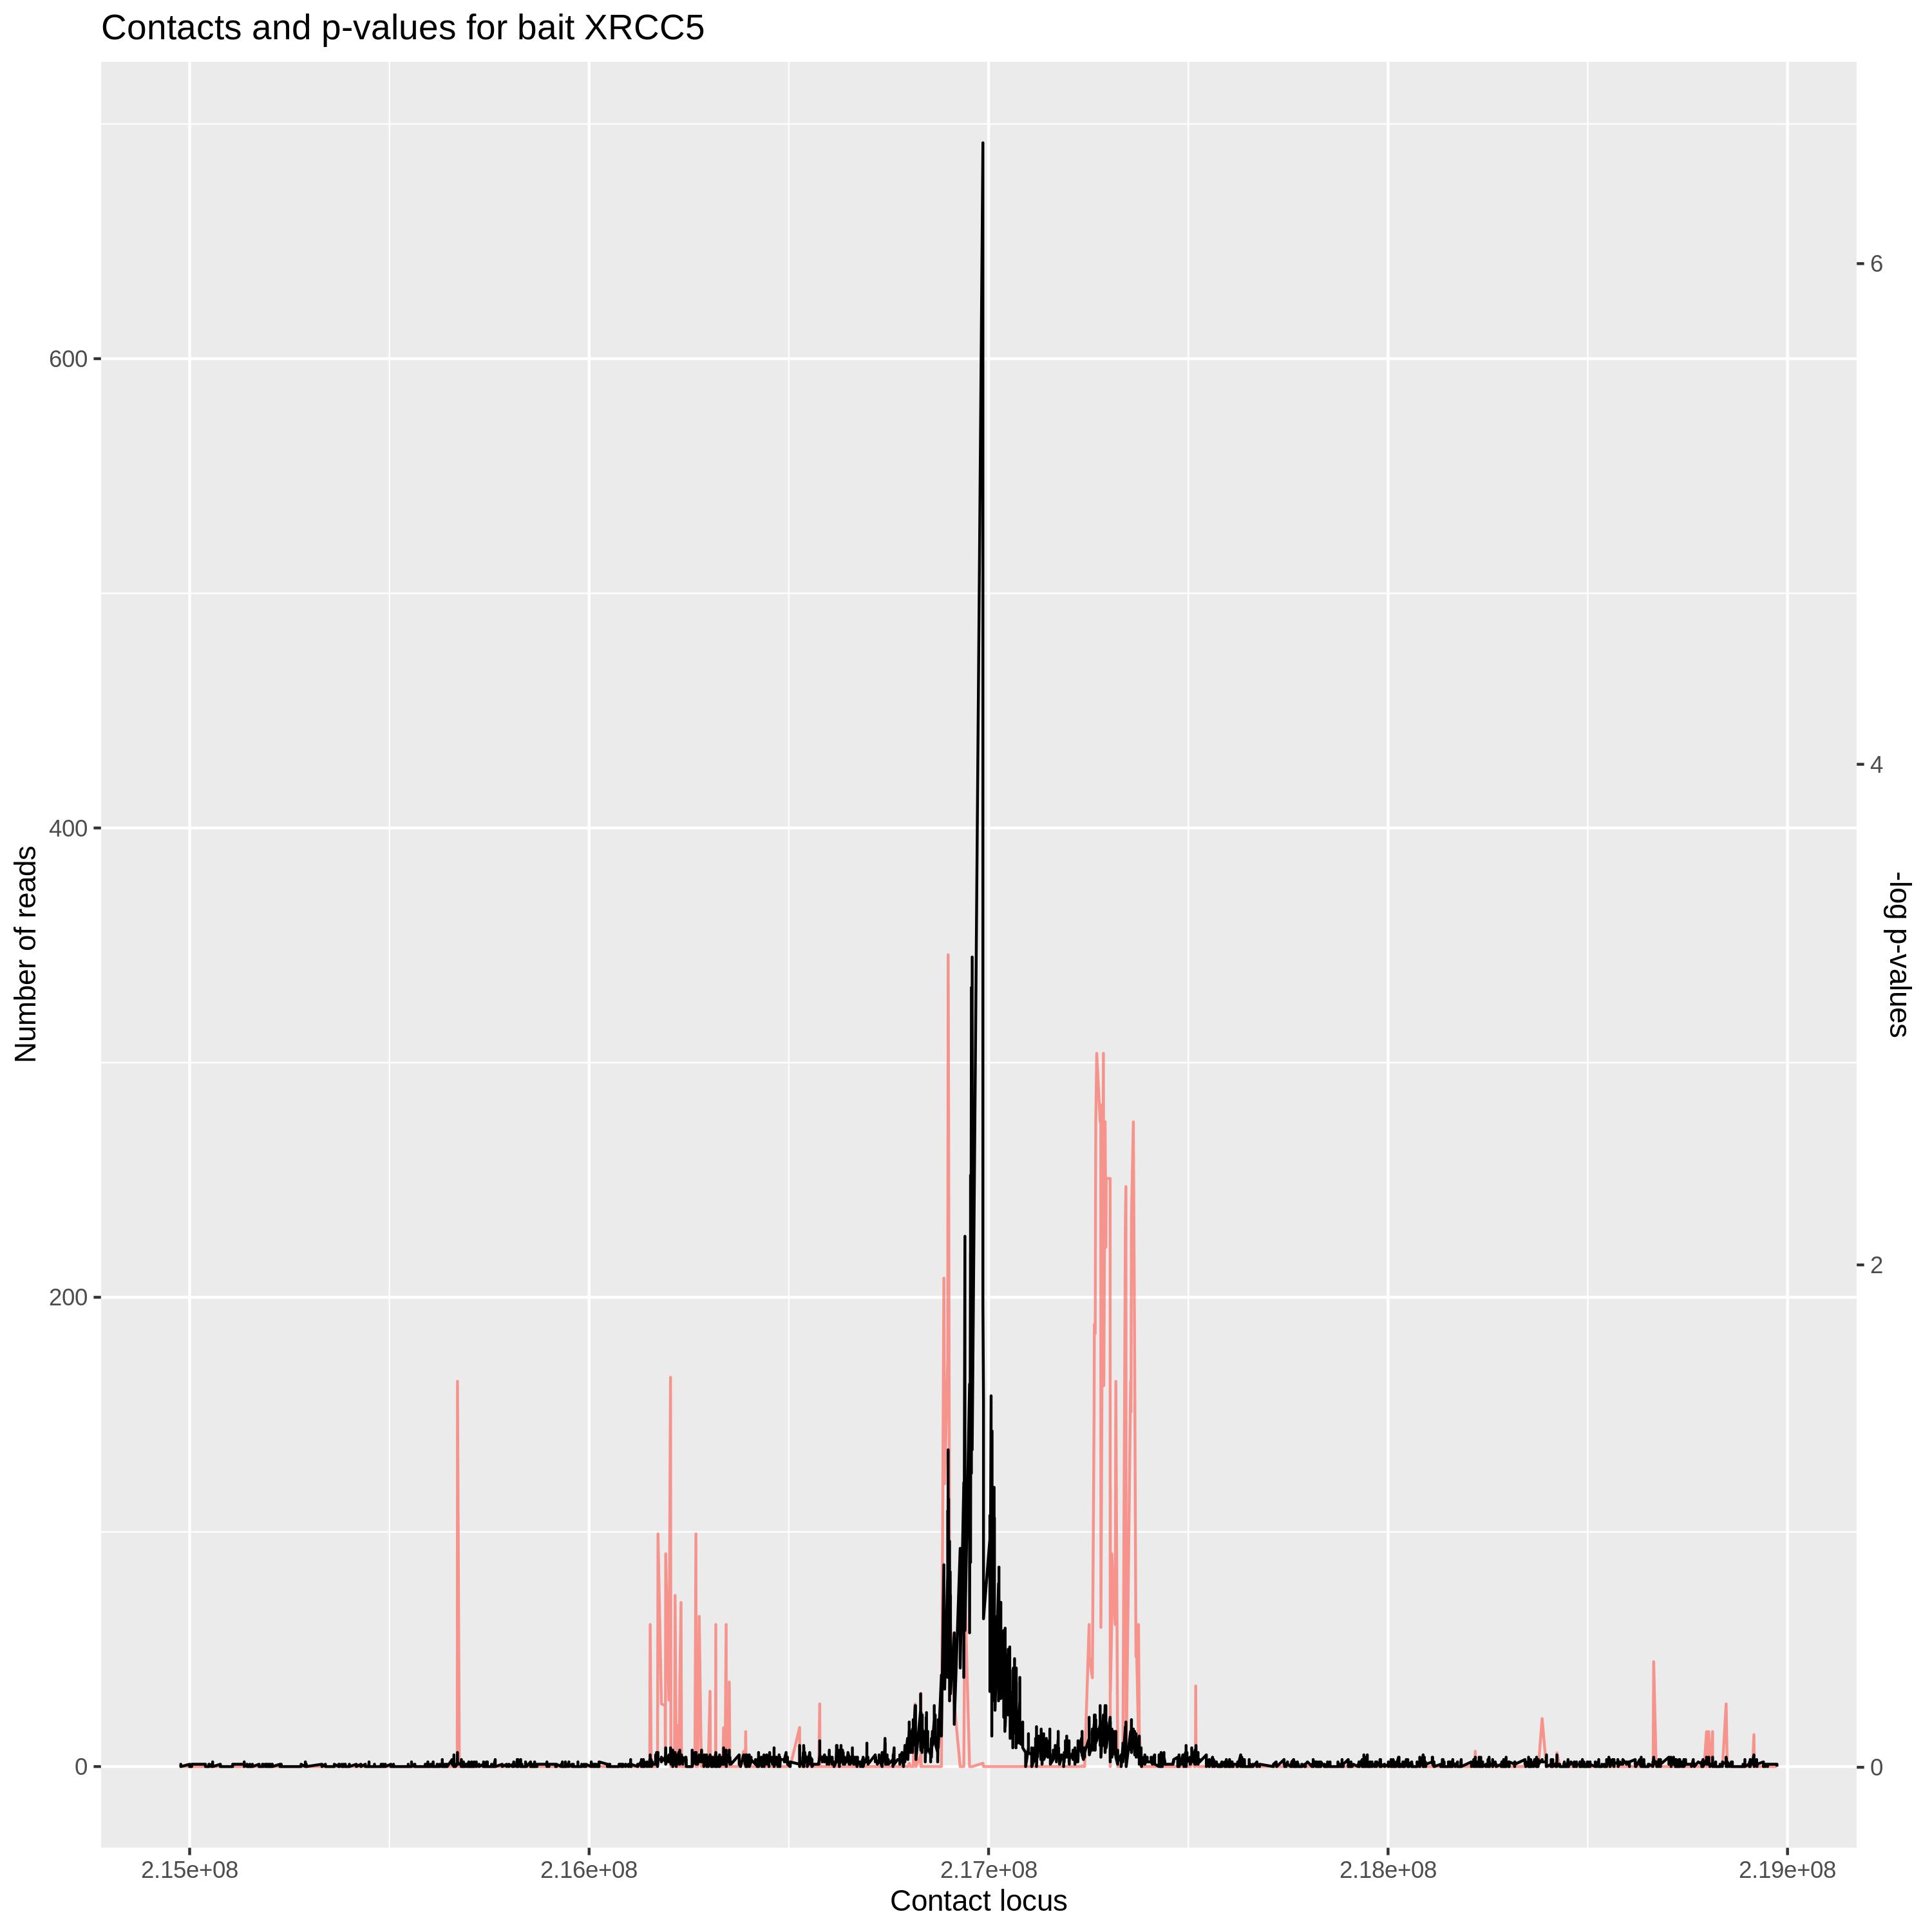 Contacts and p-values for bait XRCC5
600
400
200
0
Number of reads
6
4
2
0
-log p-values
2.15e+08 2.16e+08 2.17e+08 2.18e+08 2.19e+08
Contact locus